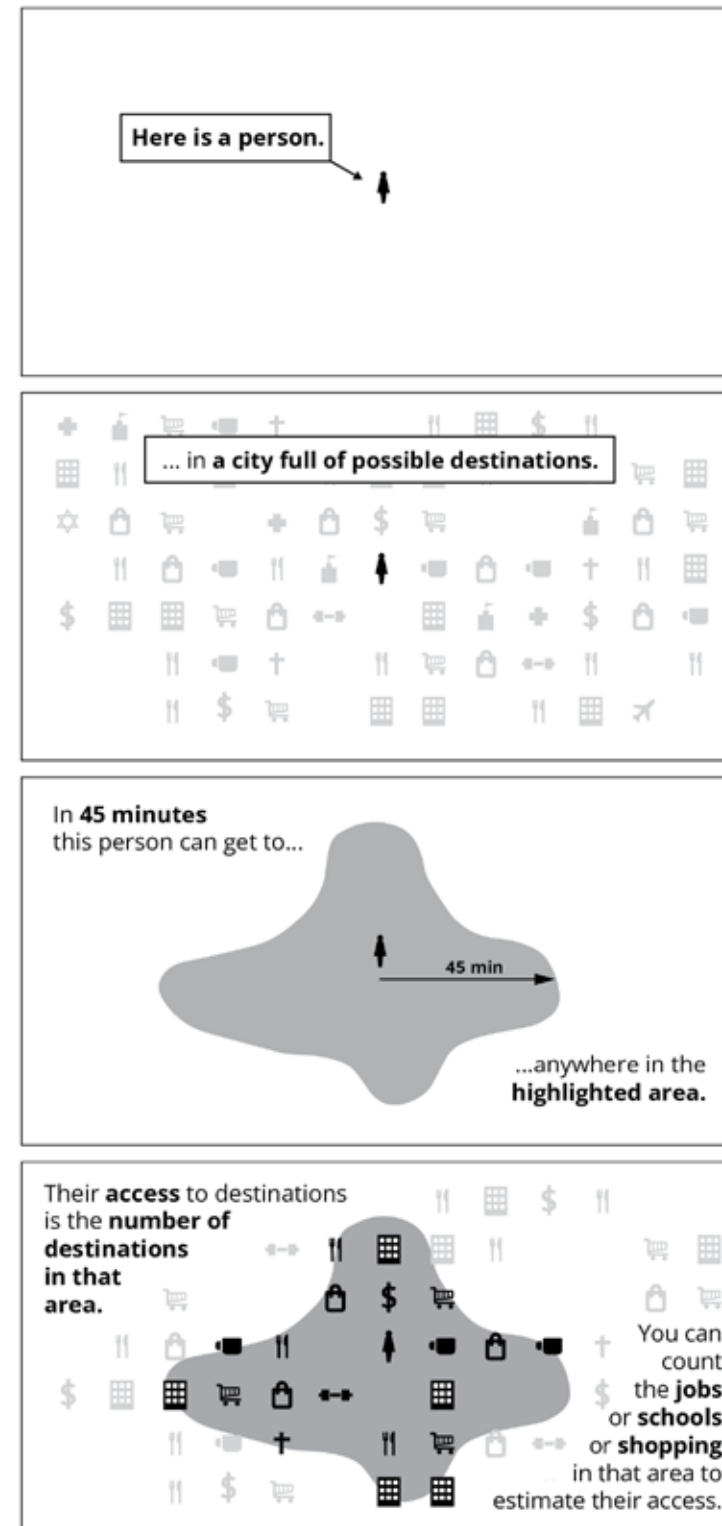 Here is a person.
... in a city full of possible destinations.
In 45 minutes
this person can get to...
45 min
...anywhere in the
highlighted area.
Their access to destinations
is the number of
destinations
in that
area.
You can
count
the jobs
or schools
or shopping
in that area to
estimate their access.